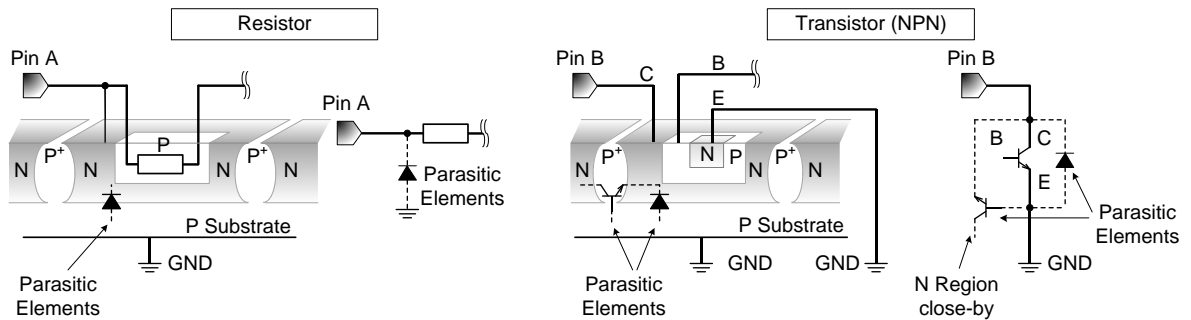 Resistor
Transistor (NPN)
Pin A
Pin B
Pin B
C
B
E
Pin A
B
C
E
N
P+
N
P
N
P+
N
Parasitic
Elements
N
P+
N
N
P
P+
N
P Substrate
P Substrate
GND
GND
GND
GND
Parasitic
Elements
Parasitic
Elements
Parasitic
Elements
N Region
close-by